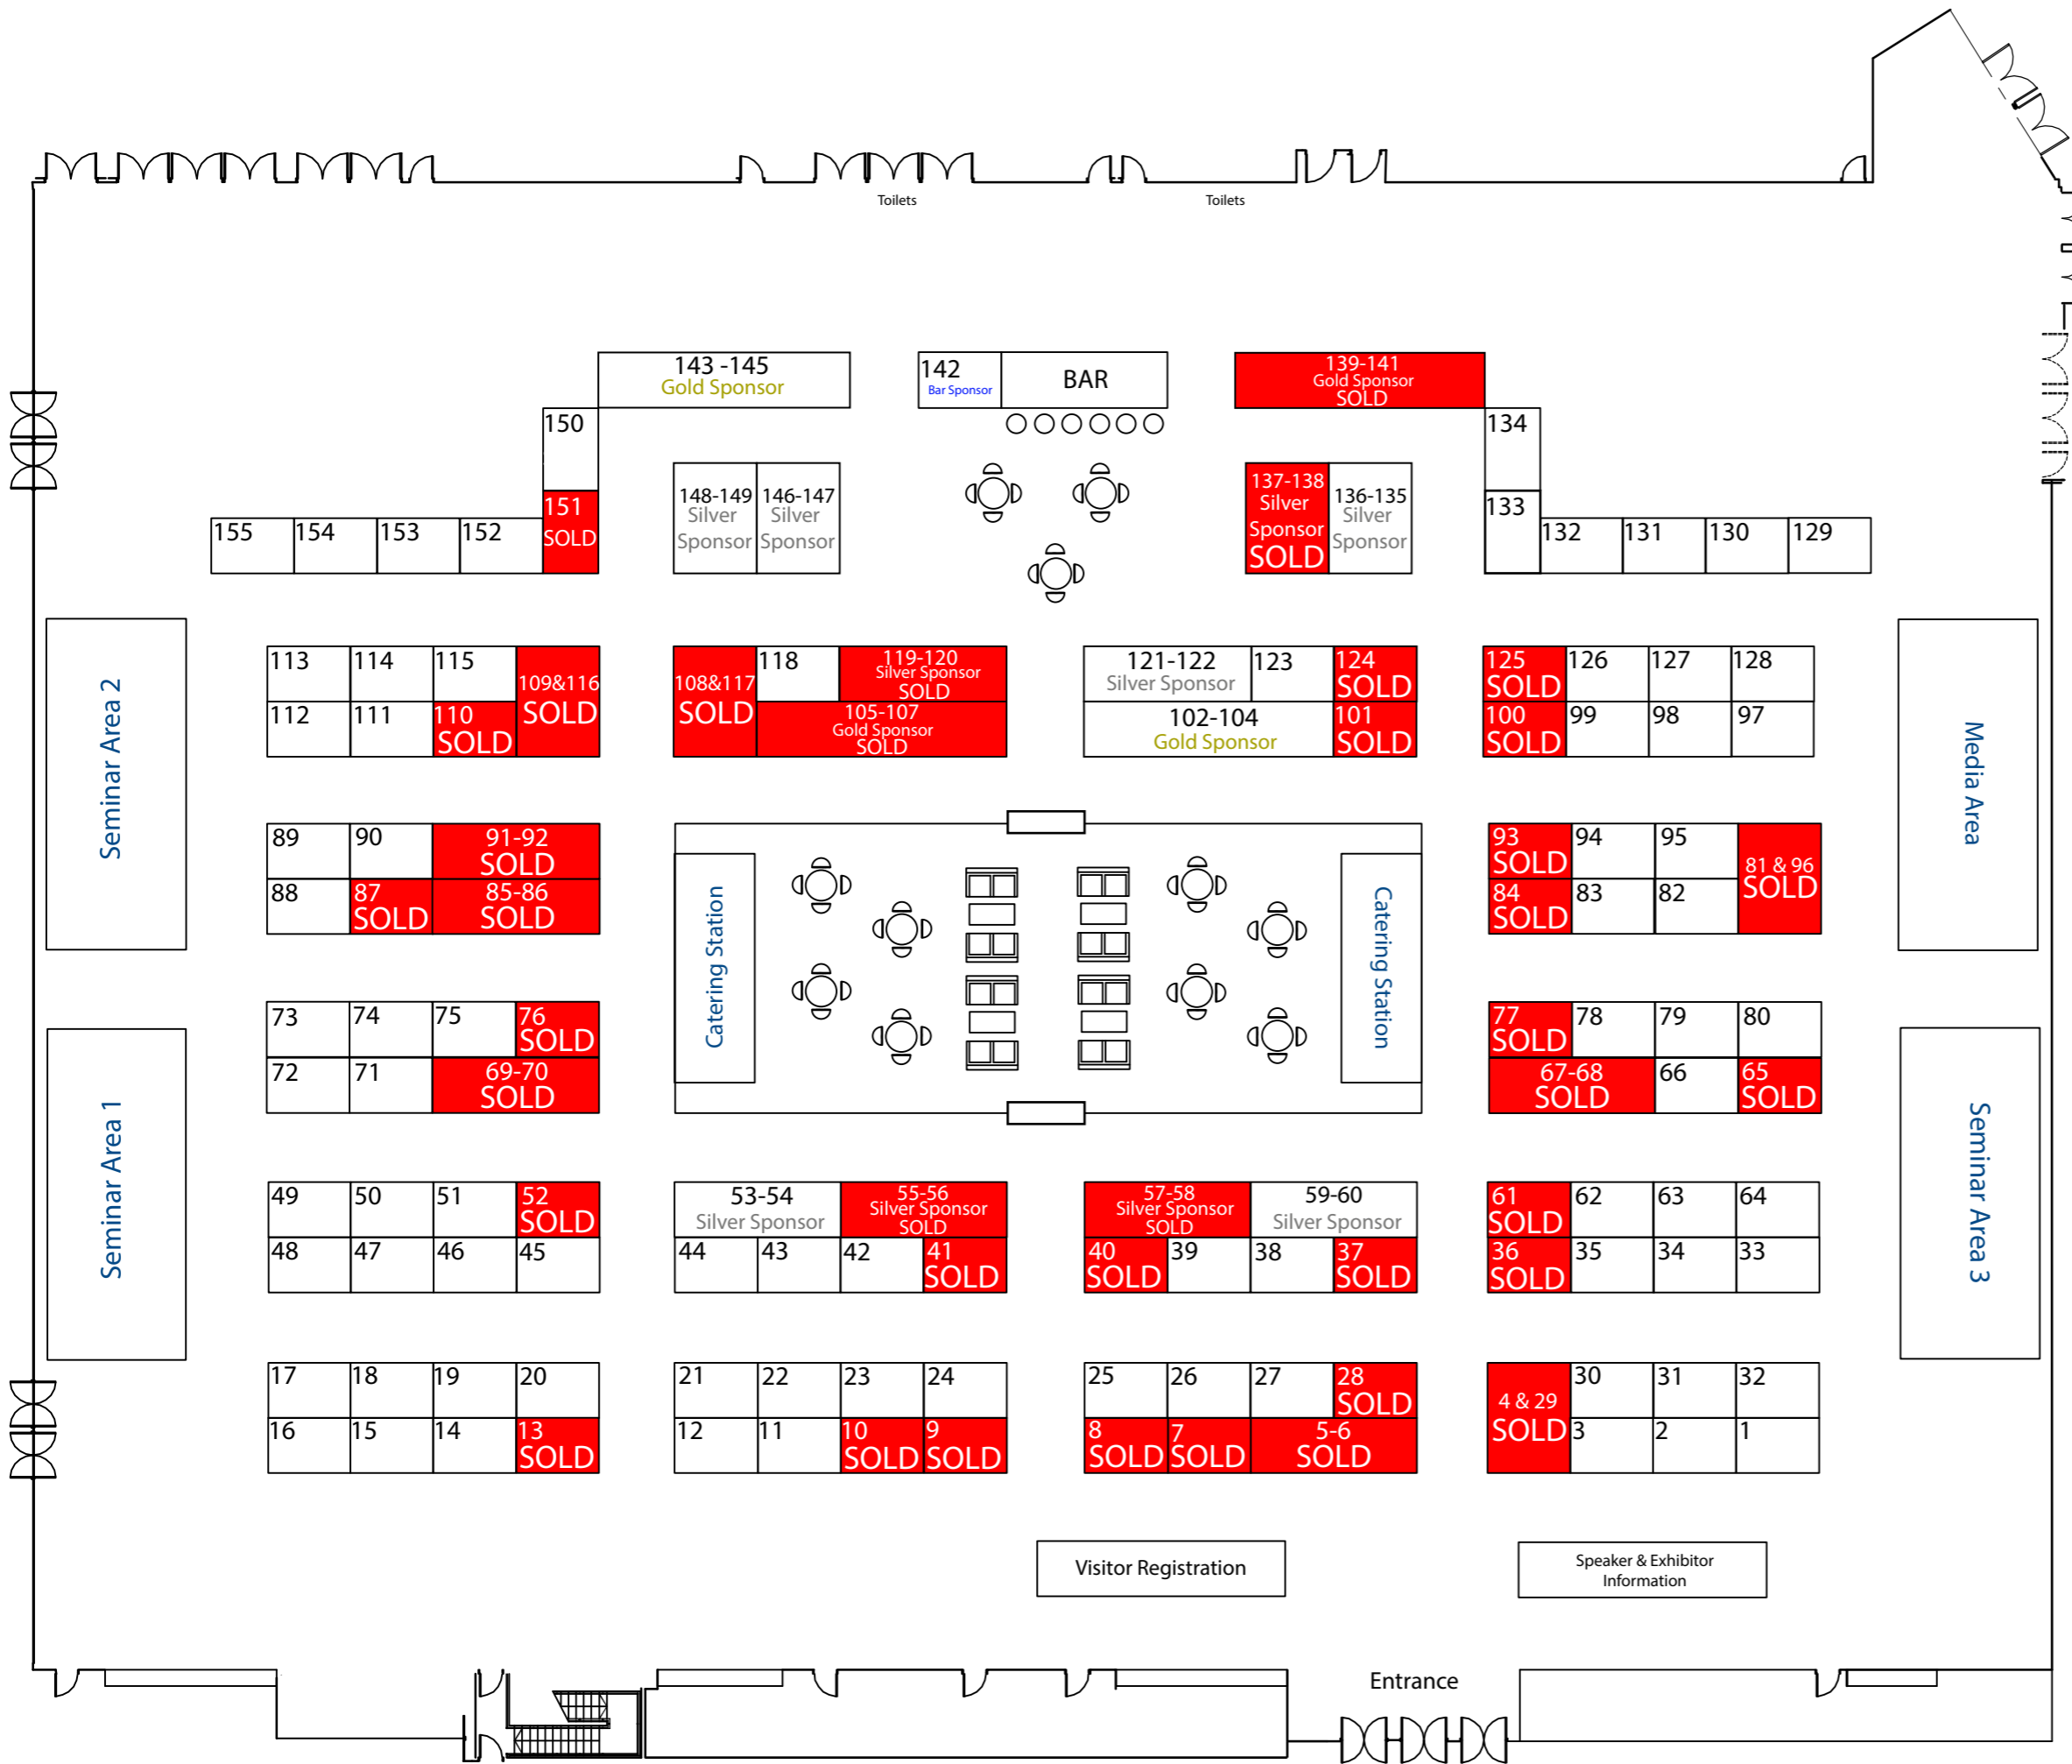 Toilets
Toilets
143 -145
Gold Sponsor
142
Bar Sponsor
BAR
139-141
Gold Sponsor
SOLD
150
134
148-149
Silver
Sponsor
146-147
Silver
Sponsor
137-138
Silver
Sponsor
SOLD
136-135
Silver
Sponsor
151
SOLD
133
155
154
153
152
132
131
130
129
Seminar Area 2
113
114
115
109&116
SOLD
112
111
110
SOLD
108&117
SOLD
118
119-120
Silver Sponsor
SOLD
105-107
Gold Sponsor
SOLD
121-122
Silver Sponsor
123
124
SOLD
102-104
Gold Sponsor
101
SOLD
125
SOLD
126
127
128
100
SOLD
99
98
97
Media Area
89
90
91-92
SOLD
88
87
SOLD
85-86
SOLD
Catering Station
Catering Station
93
SOLD
94
95
81 & 96
SOLD
84
SOLD
83
82
73
74
75
76
SOLD
72
71
69-70
SOLD
77
SOLD
78
79
80
67-68
SOLD
66
65
SOLD
Seminar Area 1
Seminar Area 3
49
50
51
52
SOLD
48
47
46
45
53-54
Silver Sponsor
55-56
Silver Sponsor
SOLD
44
43
42
41
SOLD
57-58
Silver Sponsor
SOLD
59-60
Silver Sponsor
40
SOLD
39
38
37
SOLD
61
SOLD
62
63
64
36
SOLD
35
34
33
17
18
19
20
16
15
14
13
SOLD
21
22
23
24
12
11
10
SOLD
9
SOLD
25
26
27
28
SOLD
8
SOLD
7
SOLD
5-6
SOLD
4 & 29
SOLD
30
31
32
3
2
1
Visitor Registration
Speaker & Exhibitor
Information
Entrance